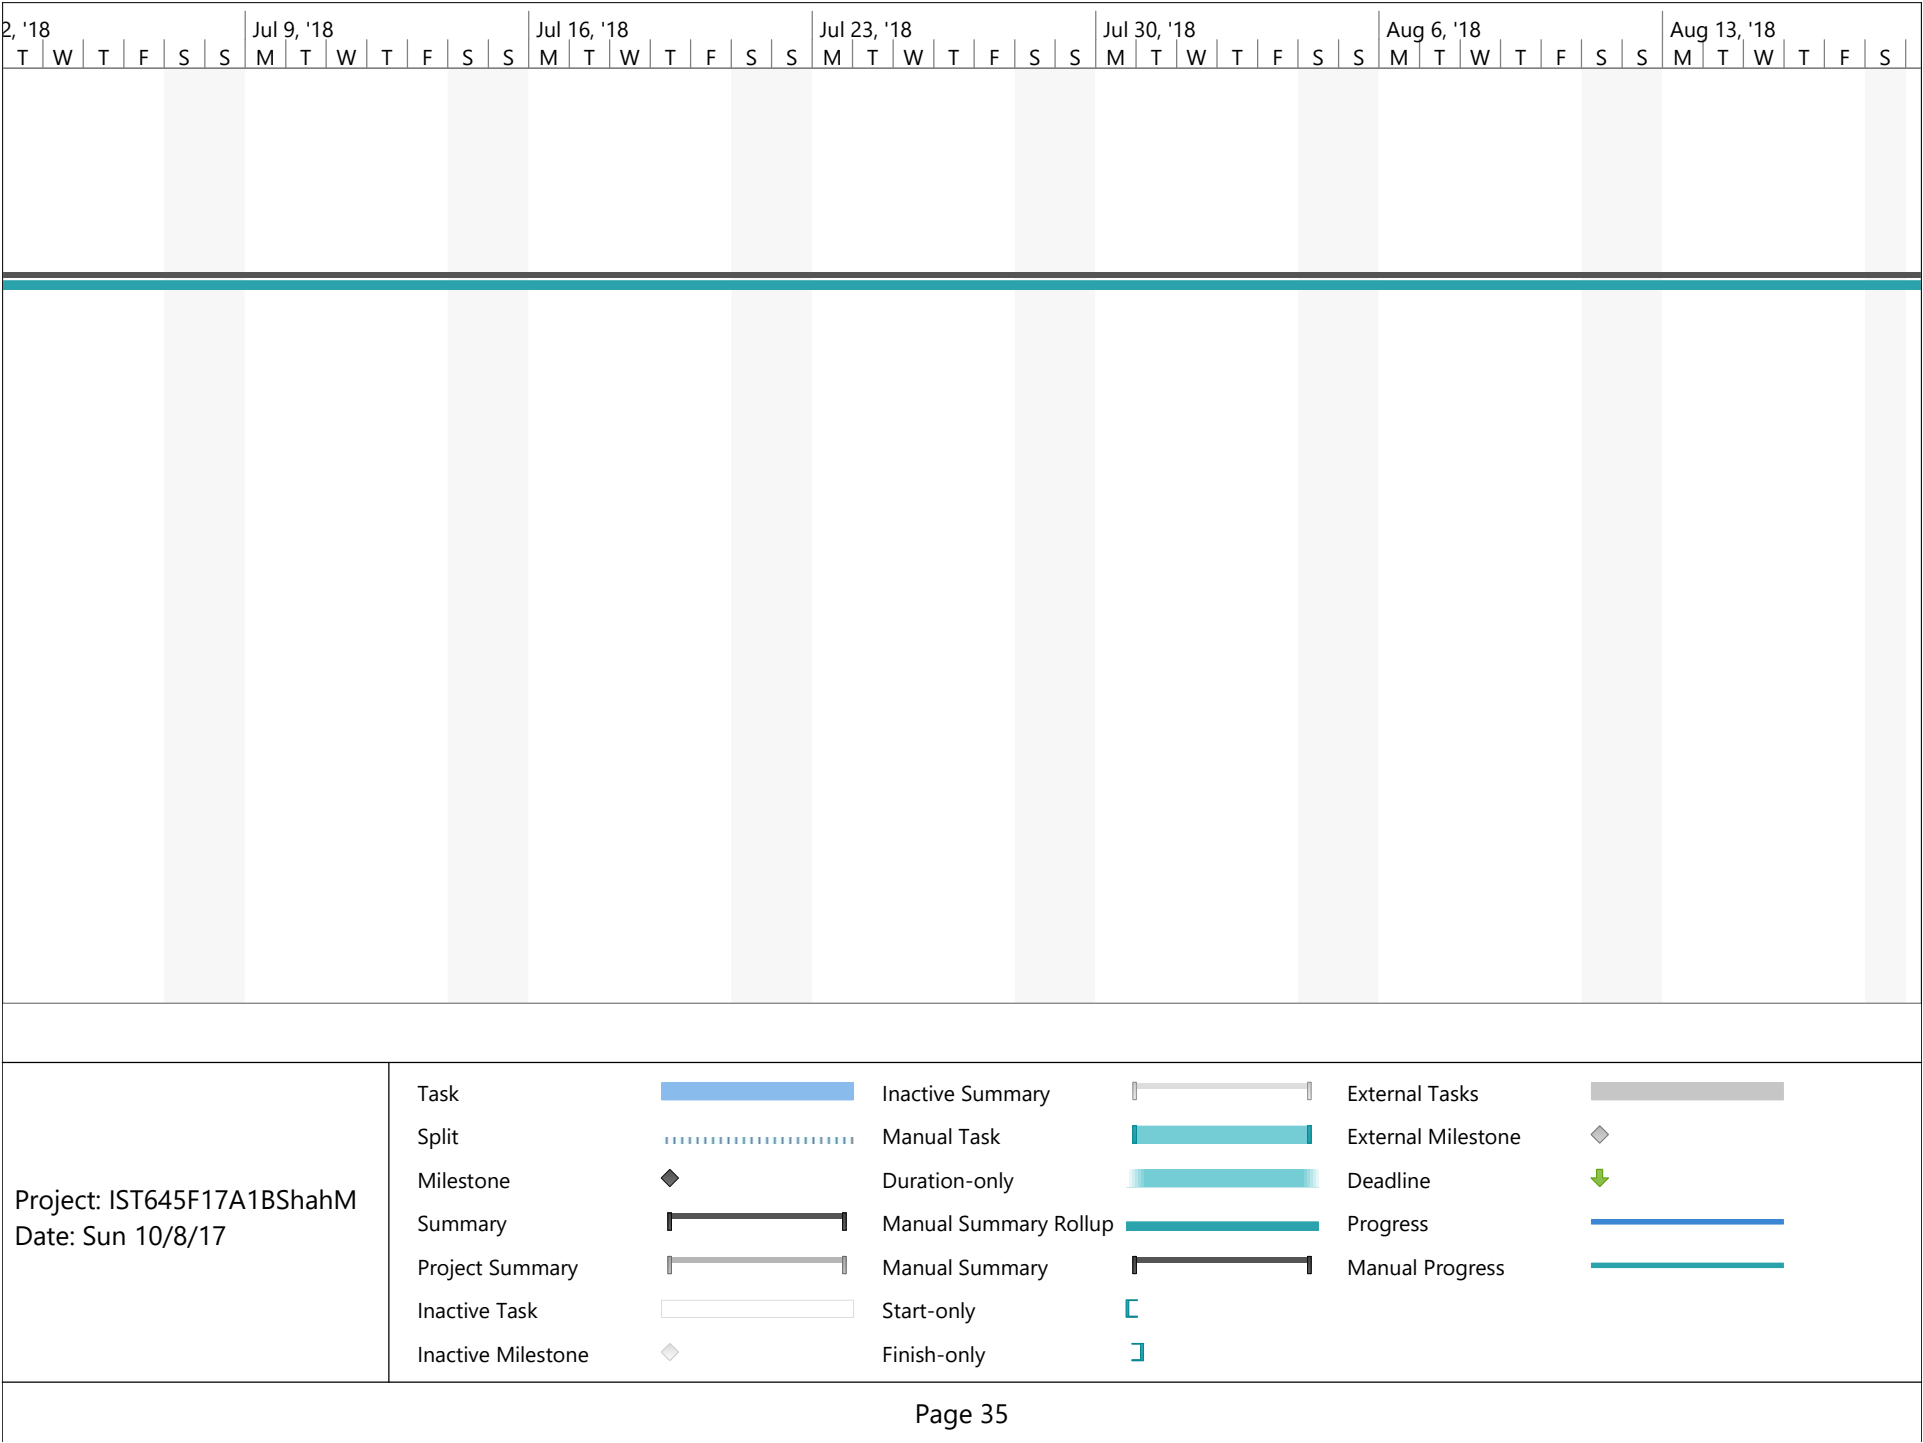 2, '18 Jul 9, '18 Jul 16, '18 Jul 23, '18 Jul 30, '18 Aug 6, '18 Aug 13, '18
T W T F S S M T W T F S S M T W T F S S M T W T F S S M T W T F S S M T W T F S S M T W T F S
Task
Split
Milestone
Summary
Project Summary
Inactive Task
Inactive Milestone
Inactive Summary
Manual Task
Duration-only
Manual Summary Rollup
Manual Summary
Start-only
Finish-only
External Tasks
External Milestone
Deadline
Progress
Manual Progress
Project: IST645F17A1BShahM
Date: Sun 10/8/17
Page 35